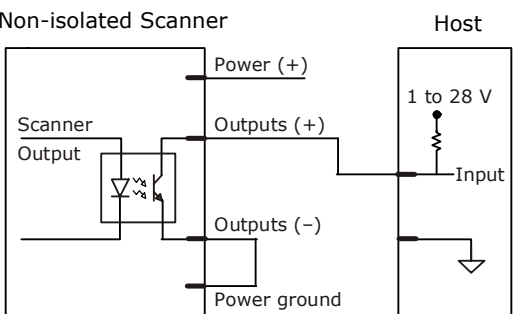 Non-isolated Scanner
Host
Power (+)
1 to 28 V
Scanner
Output
Outputs (+)
Input
Outputs (–)
Power ground